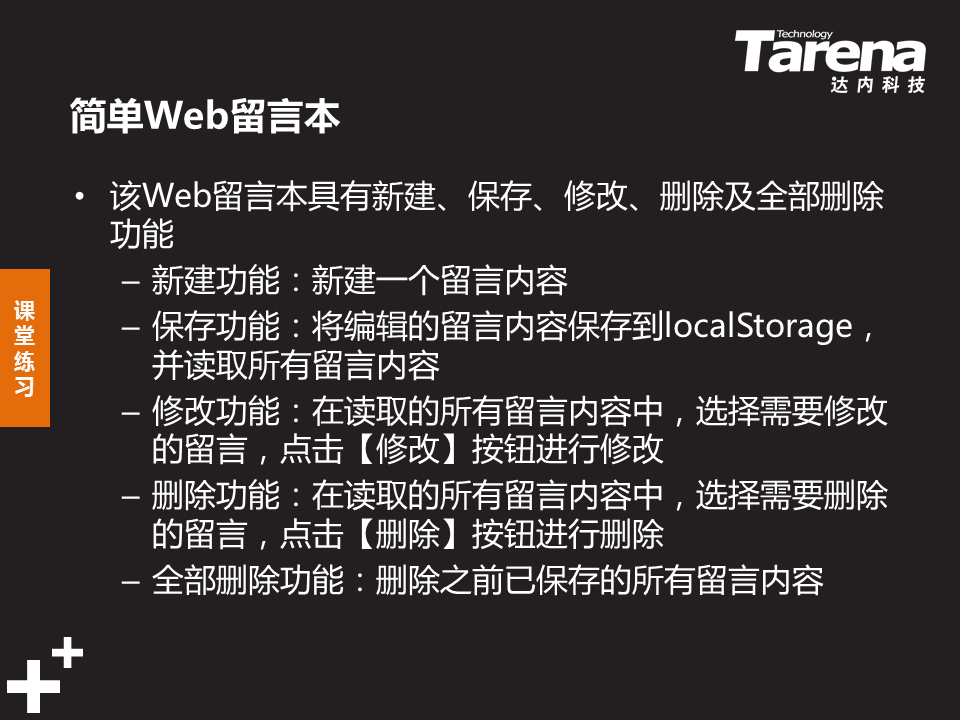 Technology
Tarena
达内科技
简单Web留言本
• 该Web留言本具有新建、保存、修改、删除及全部删除
功能
– 新建功能：新建一个留言内容
– 保存功能：将编辑的留言内容保存到localStorage，
并读取所有留言内容
– 修改功能：在读取的所有留言内容中，选择需要修改
的留言，点击【修改】按钮进行修改
– 删除功能：在读取的所有留言内容中，选择需要删除
的留言，点击【删除】按钮进行删除
– 全部删除功能：删除之前已保存的所有留言内容
课
堂
练
习